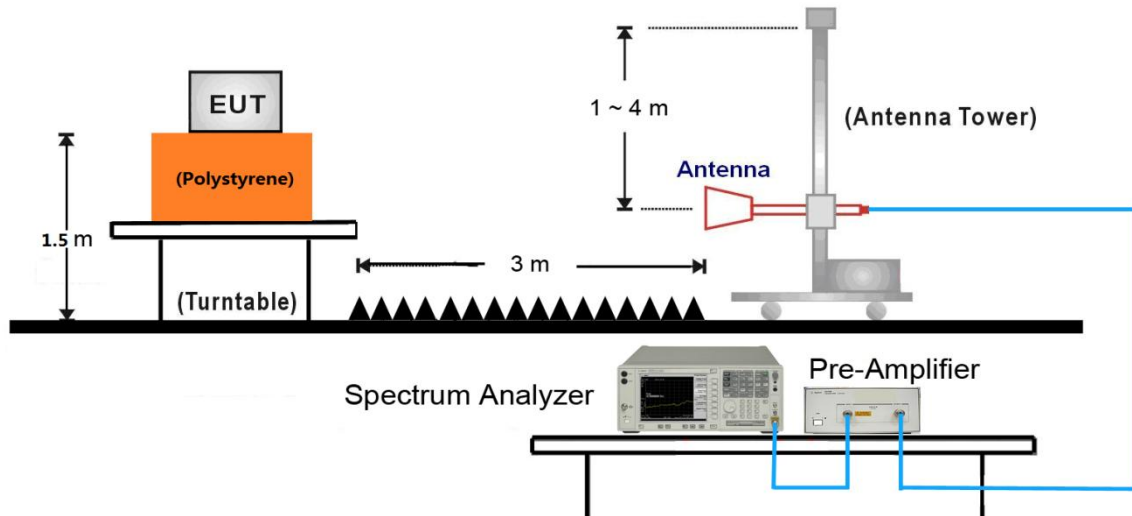 EUT
1 ~ 4 m
(Antenna Tower)
(Polystyrene)
Antenna
1.5 m
3 m
(Turntable)
Spectrum Analyzer
Pre-Amplifier